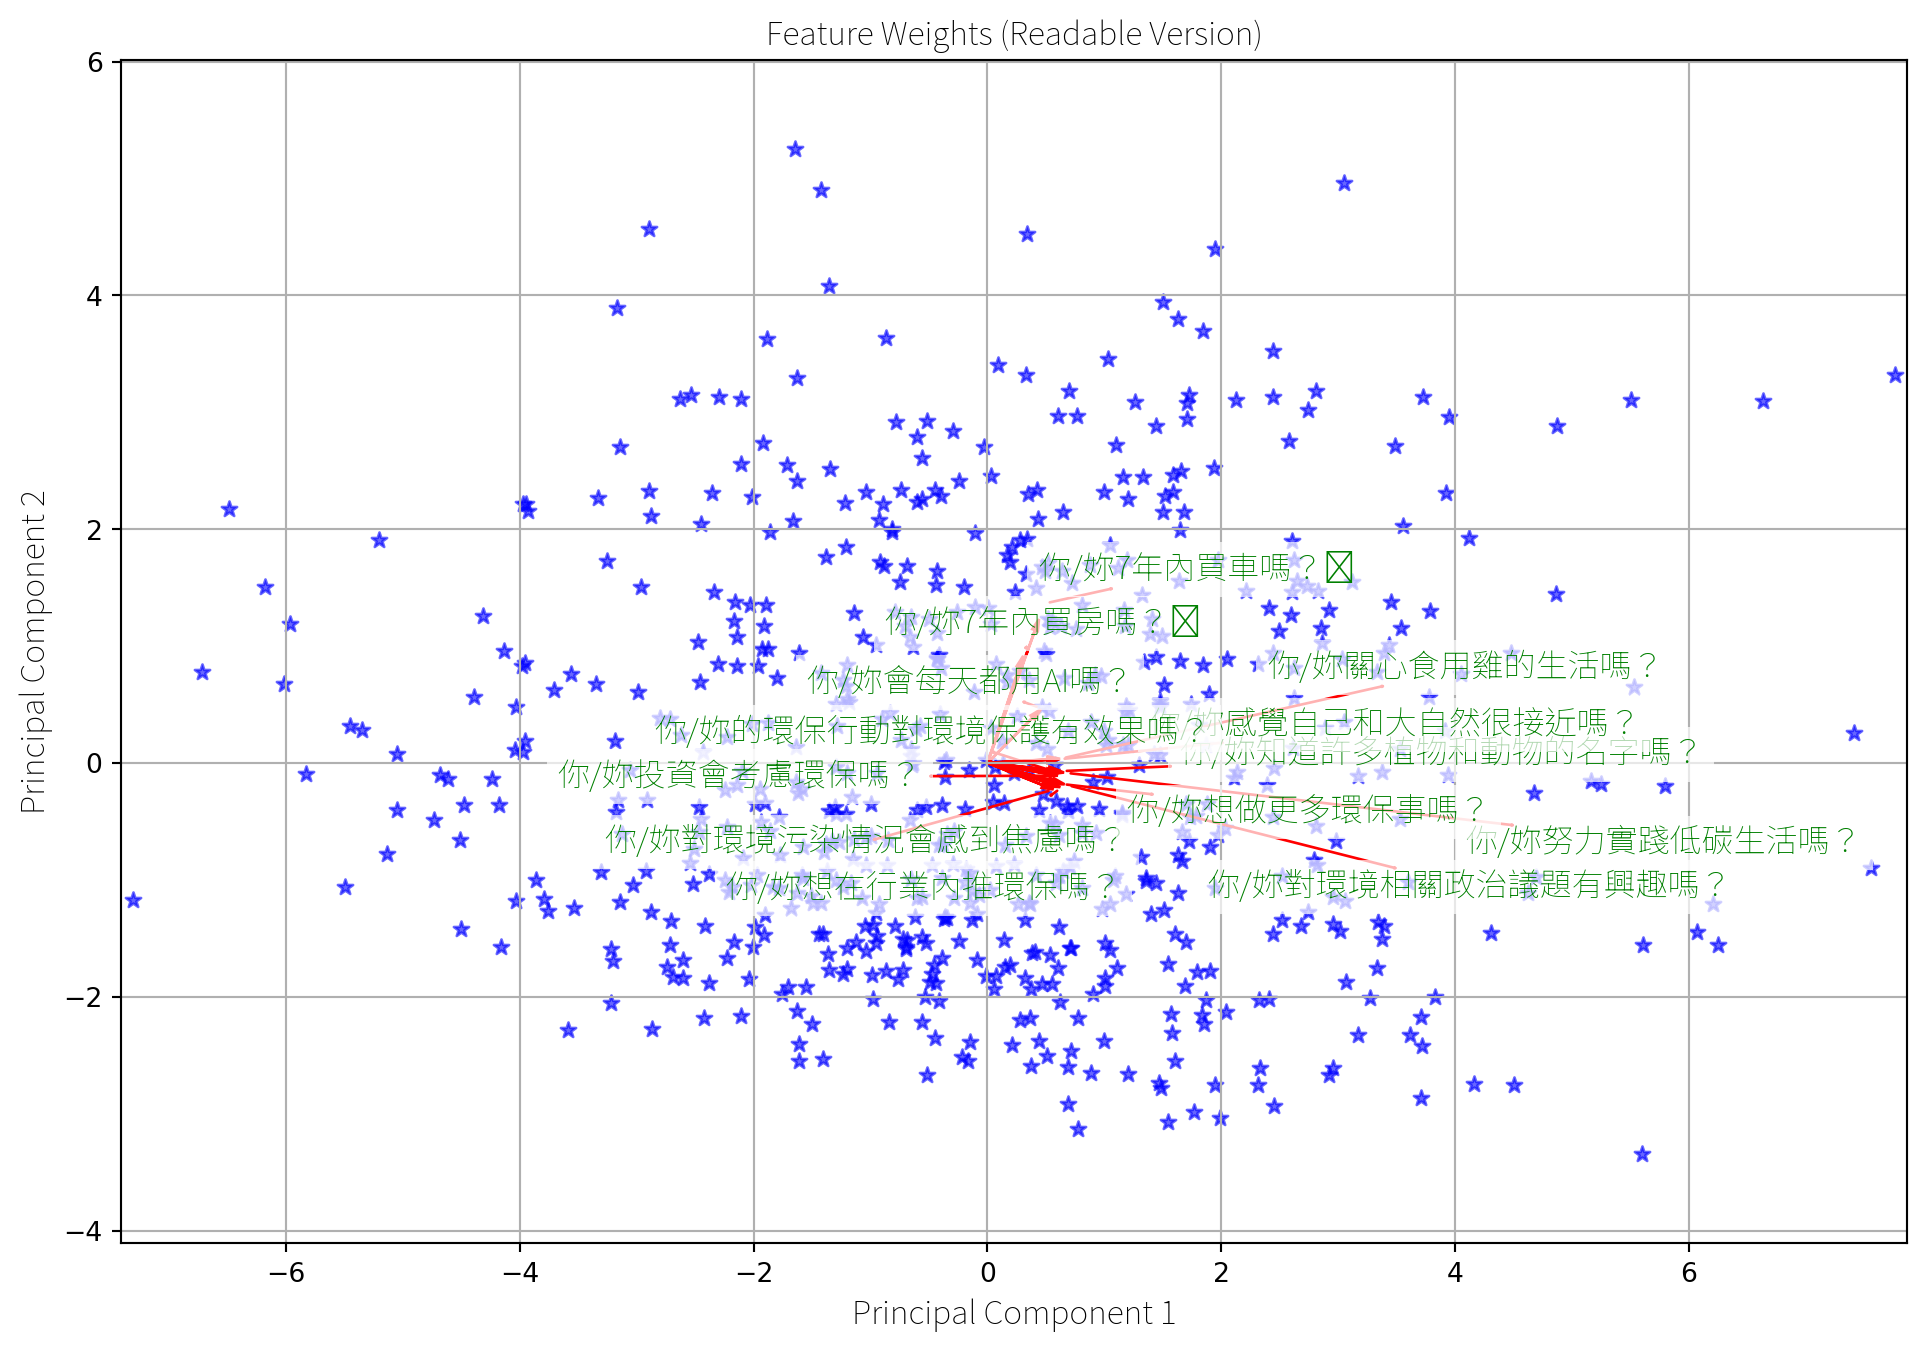 Feature Weights (Readable Version)
6
4
2
0
−2
−4
Principal Component 2
你/妳7年內買車嗎？
你/妳7年內買房嗎？
你/妳會每天都用AI嗎？
你/妳關心食用雞的生活嗎？
你/妳的環保行動對環境保護有效果嗎？
你/妳感覺自己和大自然很接近嗎？
你/妳知道許多植物和動物的名字嗎？
你/妳投資會考慮環保嗎？
你/妳想做更多環保事嗎？
你/妳對環境污染情況會感到焦慮嗎？
你/妳努力實踐低碳生活嗎？
你/妳想在行業內推環保嗎？
你/妳對環境相關政治議題有興趣嗎？
−6 −4 −2 0 2 4 6
Principal Component 1